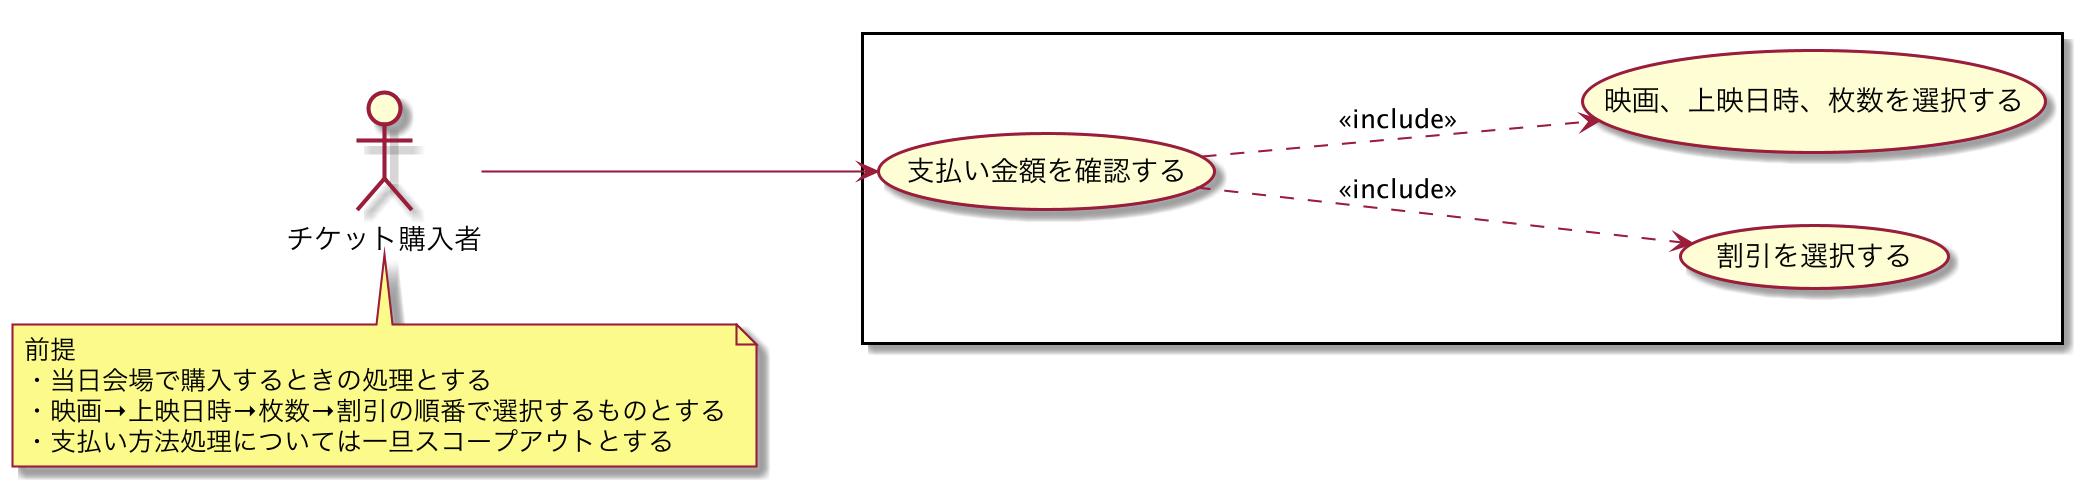 チケット購入者
前提
・当日会場で購入するときの処理とする
・映画→上映日時→枚数→割引の順番で選択するものとする
・支払い方法処理については一旦スコープアウトとする
支払い金額を確認する
«include»
映画、上映日時、枚数を選択する
«include»
割引を選択する